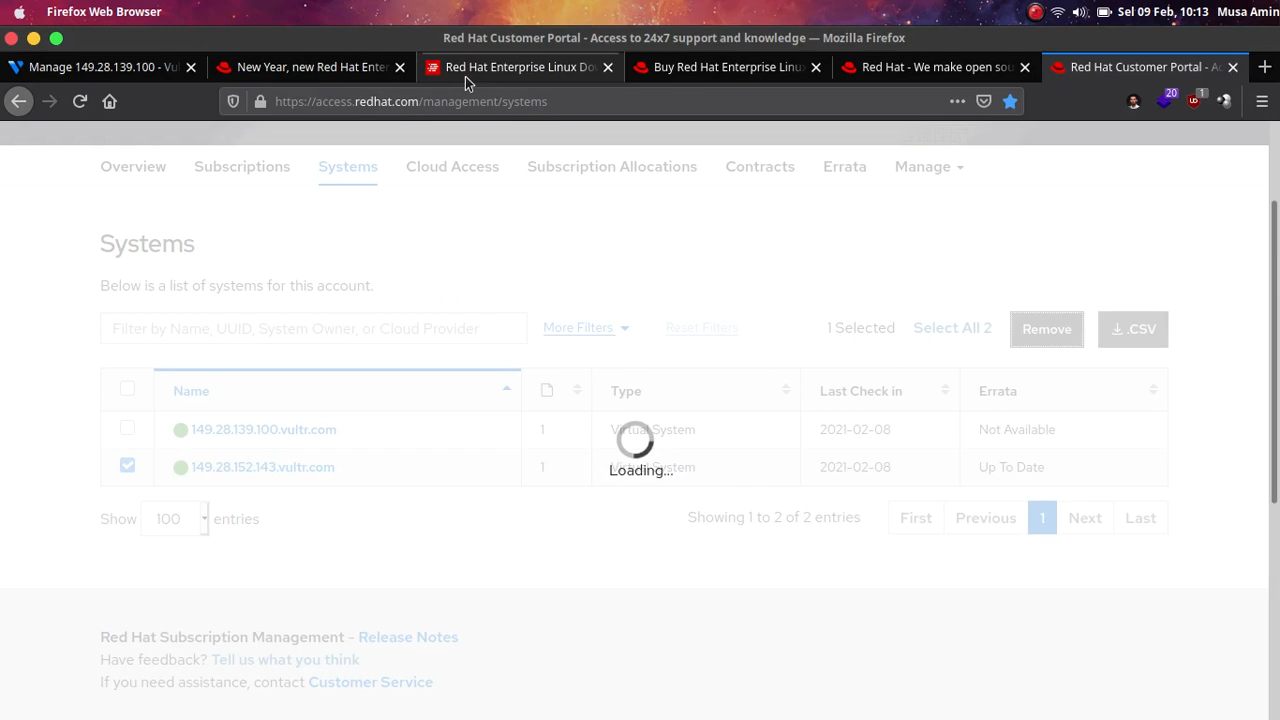 Firefox Web Browser
Sel 09 Feb, 10:13 Musa Amin
Red Hat Customer Portal - Access to 24x7 support and knowledge — Mozilla Firefox
Manage 149.28.139.100 - Vu
New Year, new Red Hat Enter
Red Hat Enterprise Linux Do
Buy Red Hat Enterprise Linu
Red Hat - We make open sou
Red Hat Customer Portal - Ac
https://access.redhat.com/management/systems
20
1
Overview
Subscriptions
Systems
Cloud Access
Subscription Allocations
Contracts
Errata
Manage
Systems
Below is a list of systems for this account.
Filter by Name, UUID, System Owner, or Cloud Provider
More Filters
Reset Filters
1 Selected
Select All 2
Remove
.CSV
Name Type Last Check in Errata
149.28.139.100.vultr.com 1 Virtual System 2021-02-08 Not Available
149.28.152.143.vultr.com 1 Virtual System 2021-02-08 Up To Date
Loading...
Show 100 entries
Showing 1 to 2 of 2 entries
First Previous 1 Next Last
Red Hat Subscription Management - Release Notes
Have feedback? Tell us what you think
If you need assistance, contact Customer Service